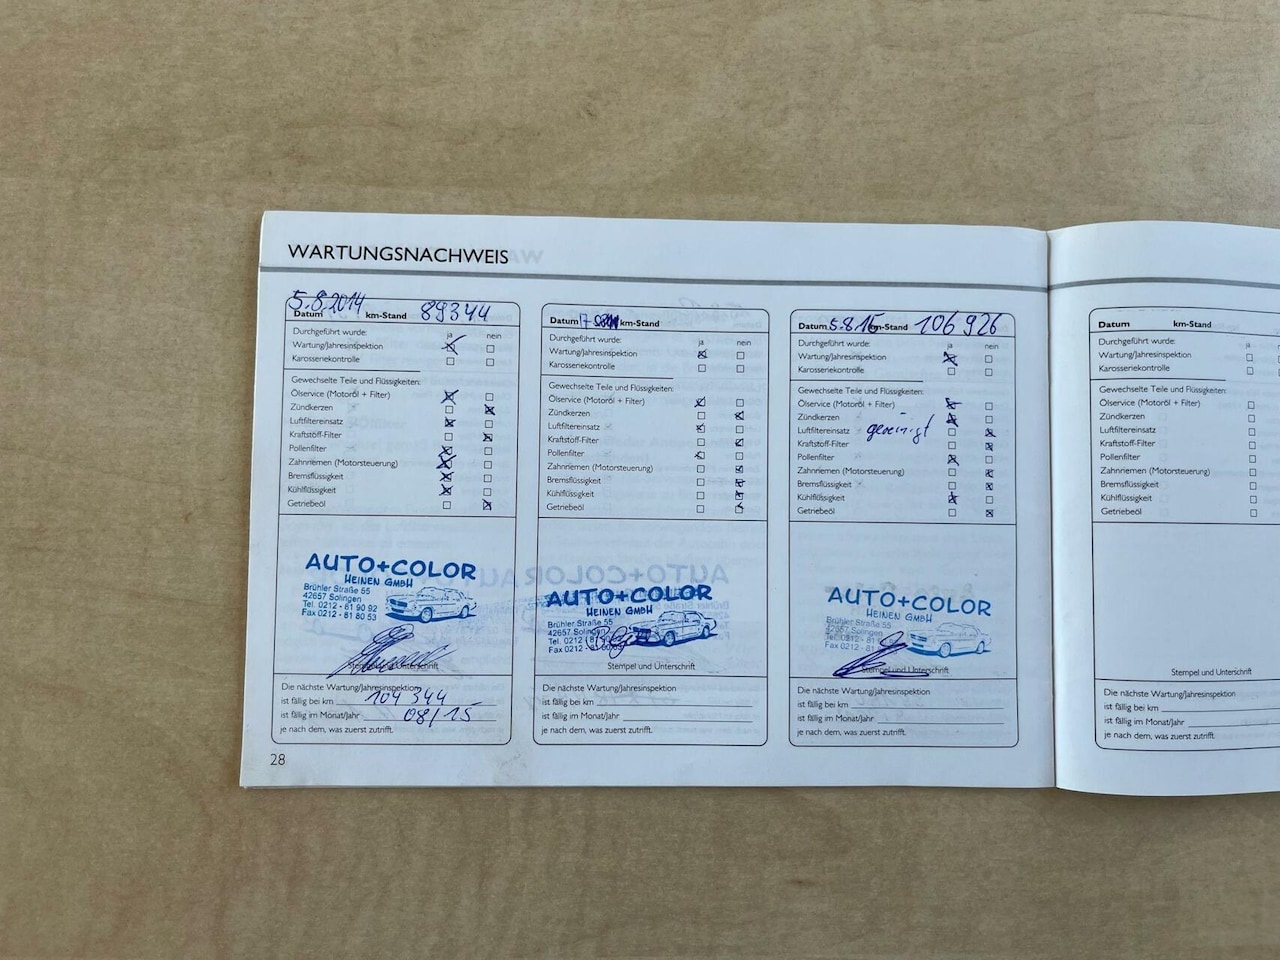 WARTUNGSNACHWEIS
5.8.2014
Datum km-Stand 89344
Durchgeführt wurde: ja nein
Wartung/Jahresinspektion
Karosseriekontrolle
Gewechselte Teile und Flüssigkeiten:
Ölservice (Motoröl + Filter)
Zündkerzen
Luftfiltereinsatz
Kraftstoff-Filter
Pollenfilter
Zahnriemen (Motorsteuerung)
Bremsflüssigkeit
Kühlflüssigkeit
Getriebeöl
AUTO+COLOR
HEINEN GMBH
Brühler Straße 55
42657 Solingen
Tel. 0212 - 81 90 92
Fax 0212 - 81 80 53
Stempel und Unterschrift
Die nächste Wartung/Jahresinspektion
ist fällig bei km 104 344
ist fällig im Monat/Jahr 08/15
je nach dem, was zuerst zutrifft.
28
Datum km-Stand
Durchgeführt wurde: ja nein
Wartung/Jahresinspektion
Karosseriekontrolle
Gewechselte Teile und Flüssigkeiten:
Ölservice (Motoröl + Filter)
Zündkerzen
Luftfiltereinsatz
Kraftstoff-Filter
Pollenfilter
Zahnriemen (Motorsteuerung)
Bremsflüssigkeit
Kühlflüssigkeit
Getriebeöl
AUTO+COLOR
HEINEN GMBH
Brühler Straße 55
42657 Solingen
Tel. 0212
Fax 0212
Stempel und Unterschrift
Die nächste Wartung/Jahresinspektion
ist fällig bei km
ist fällig im Monat/Jahr
je nach dem, was zuerst zutrifft.
Datum 5.8.15 km-Stand 106 926
Durchgeführt wurde: ja nein
Wartung/Jahresinspektion
Karosseriekontrolle
Gewechselte Teile und Flüssigkeiten:
Ölservice (Motoröl + Filter)
Zündkerzen
Luftfiltereinsatz gereinigt
Kraftstoff-Filter
Pollenfilter
Zahnriemen (Motorsteuerung)
Bremsflüssigkeit
Kühlflüssigkeit
Getriebeöl
AUTO+COLOR
HEINEN GMBH
Brühler Straße 55
42657 Solingen
Tel. 0212
Fax 0212
Stempel und Unterschrift
Die nächste Wartung/Jahresinspektion
ist fällig bei km
ist fällig im Monat/Jahr
je nach dem, was zuerst zutrifft.
Datum km-Stand
Durchgeführt wurde: ja
Wartung/Jahresinspektion
Karosseriekontrolle
Gewechselte Teile und Flüssigkeiten:
Ölservice (Motoröl + Filter)
Zündkerzen
Luftfiltereinsatz
Kraftstoff-Filter
Pollenfilter
Zahnriemen (Motorsteuerung)
Bremsflüssigkeit
Kühlflüssigkeit
Getriebeöl
Stempel und Unterschrift
Die nächste Wartung/Jahresinspektion
ist fällig bei km
ist fällig im Monat/Jahr
je nach dem, was zuerst zutrifft.